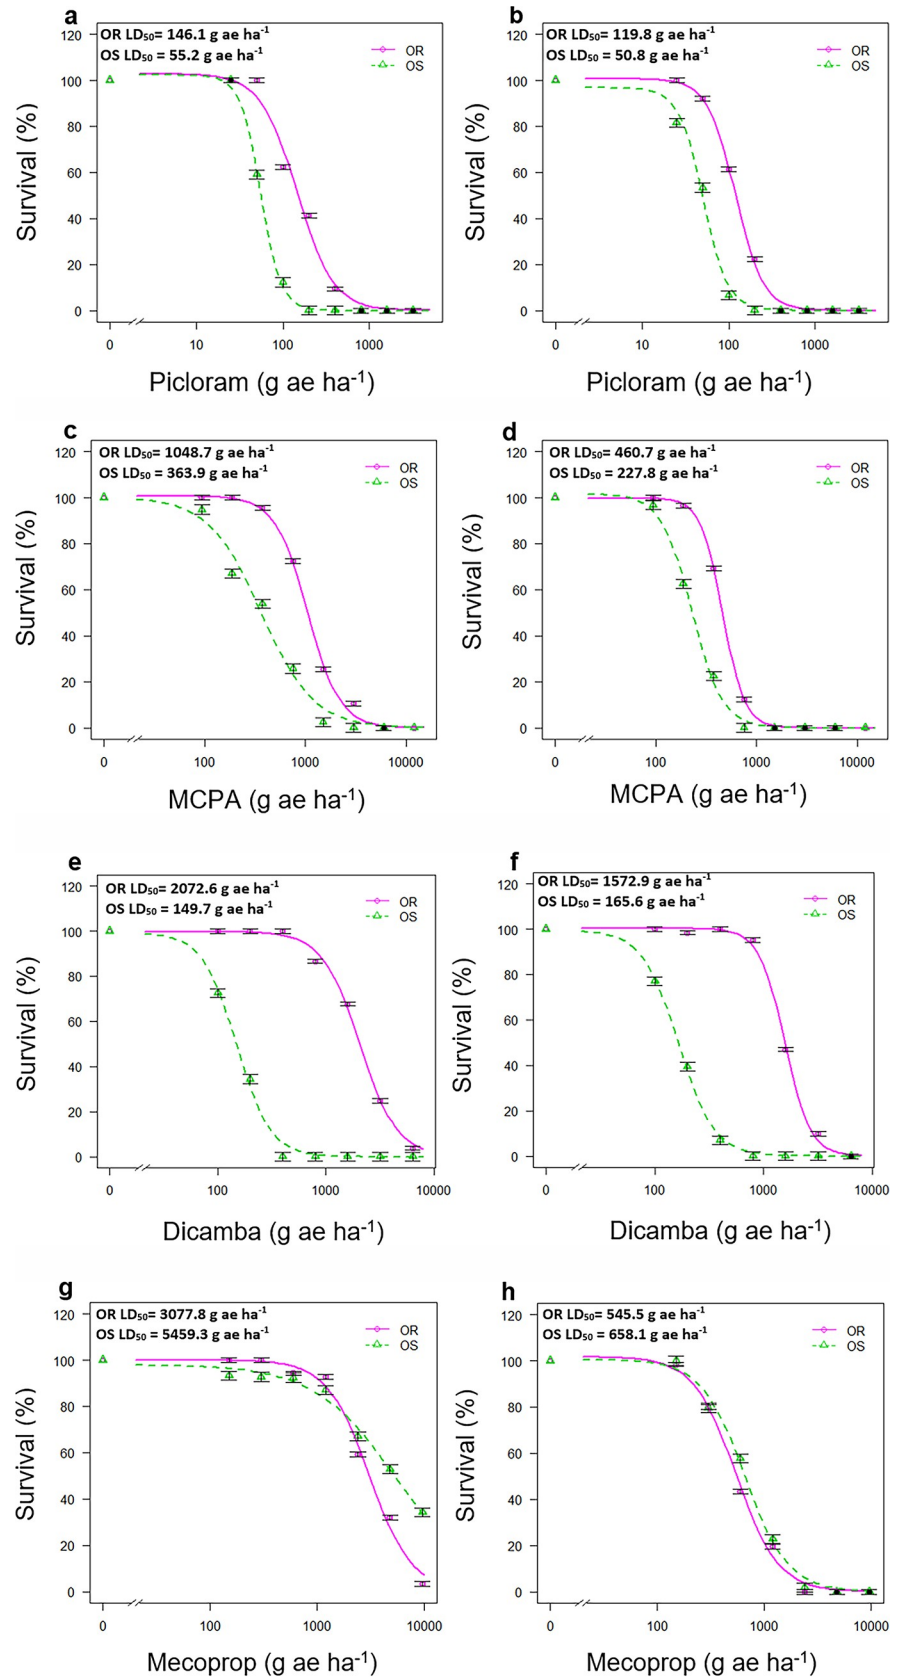 a
OR LD50= 146.1 g ae ha-1
OS LD50 = 55.2 g ae ha-1
OR
OS
120
100
80
60
40
20
0
Survival (%)
0 10 100 1000
Picloram (g ae ha-1)
b
OR LD50= 119.8 g ae ha-1
OS LD50 = 50.8 g ae ha-1
OR
OS
120
100
80
60
40
20
0
Survival (%)
0 10 100 1000
Picloram (g ae ha-1)
c
OR LD50= 1048.7 g ae ha-1
OS LD50 = 363.9 g ae ha-1
OR
OS
120
100
80
60
40
20
0
Survival (%)
0 100 1000 10000
MCPA (g ae ha-1)
d
OR LD50= 460.7 g ae ha-1
OS LD50 = 227.8 g ae ha-1
OR
OS
120
100
80
60
40
20
0
Survival (%)
0 100 1000 10000
MCPA (g ae ha-1)
e
OR LD50= 2072.6 g ae ha-1
OS LD50 = 149.7 g ae ha-1
OR
OS
120
100
80
60
40
20
0
Survival (%)
0 100 1000 10000
Dicamba (g ae ha-1)
f
OR LD50= 1572.9 g ae ha-1
OS LD50 = 165.6 g ae ha-1
OR
OS
120
100
80
60
40
20
0
Survival (%)
0 100 1000 10000
Dicamba (g ae ha-1)
g
OR LD50= 3077.8 g ae ha-1
OS LD50 = 5459.3 g ae ha-1
OR
OS
120
100
80
60
40
20
0
Survival (%)
0 100 1000 10000
Mecoprop (g ae ha-1)
h
OR LD50= 545.5 g ae ha-1
OS LD50 = 658.1 g ae ha-1
OR
OS
120
100
80
60
40
20
0
Survival (%)
0 100 1000 10000
Mecoprop (g ae ha-1)